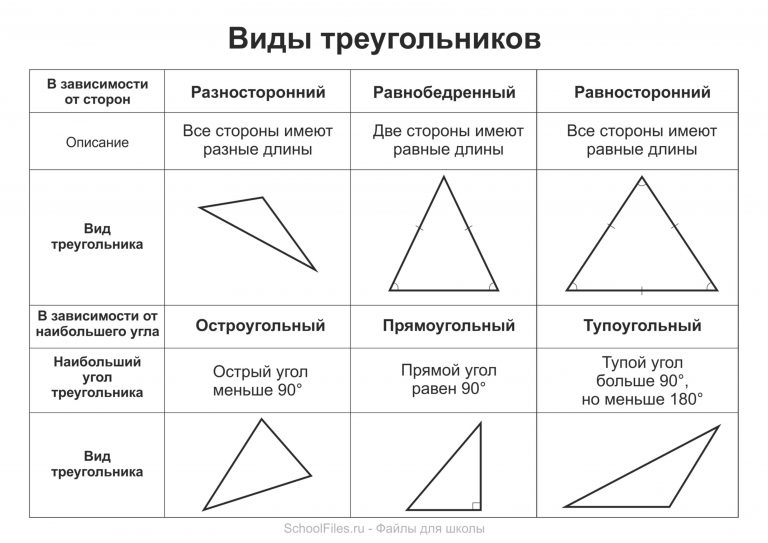 Виды треугольников
В зависимости
от сторон
Разносторонний
Равнобедренный
Равносторонний
Описание
Все стороны имеют
разные длины
Две стороны имеют
равные длины
Все стороны имеют
равные длины
Вид
треугольника
В зависимости от
наибольшего угла
Остроугольный
Прямоугольный
Тупоугольный
Наибольший
угол
треугольника
Острый угол
меньше 90°
Прямой угол
равен 90°
Тупой угол
больше 90°,
но меньше 180°
Вид
треугольника
SchoolFiles.ru - Файлы для школы